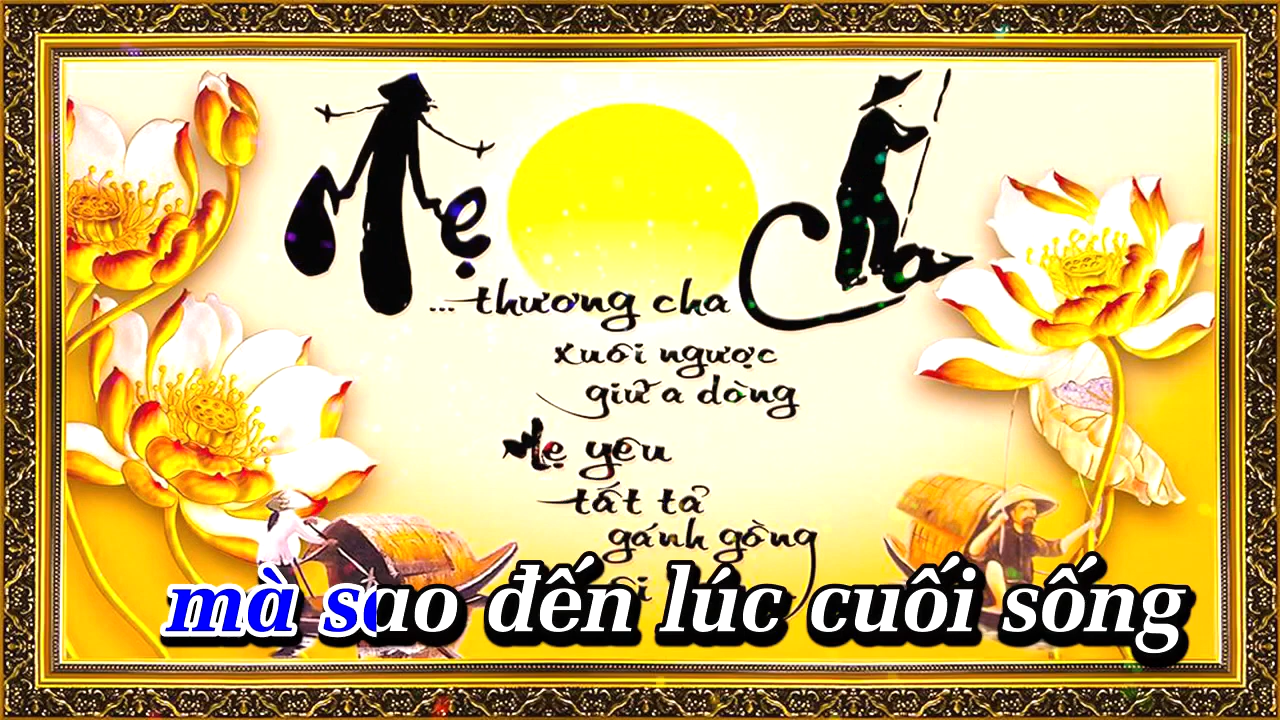 Mẹ Cha
...thương cha
xuôi ngược
giữa dòng
Mẹ yêu
tất tả
gánh gồng
mà sao đến lúc cuối sống